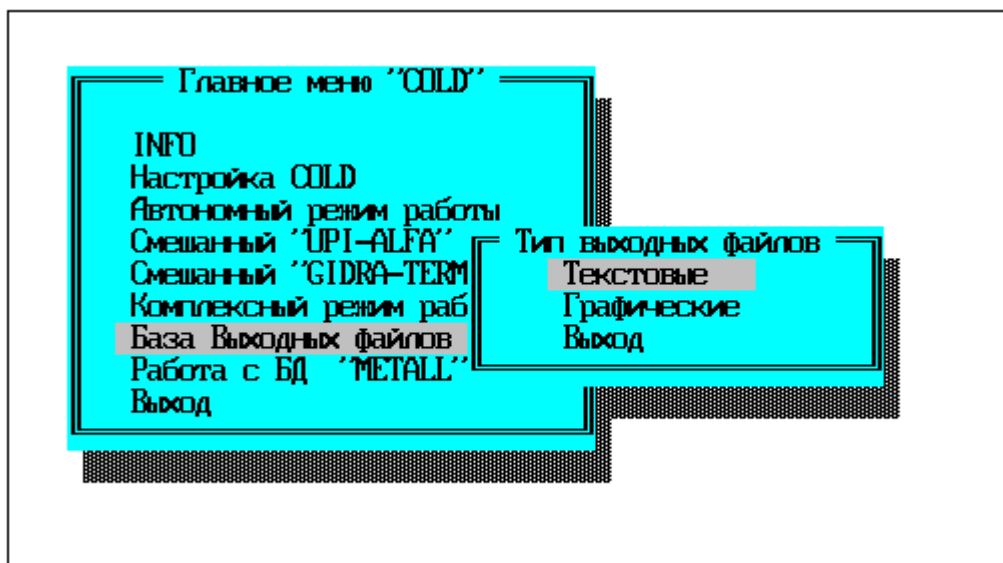 Главное меню "COLD"
INFO
Настройка COLD
Автономный режим работы
Смешанный "UPI-ALFA"
Смешанный "GIDRA-TERM
Комплексный режим раб
База Выходных файлов
Работа с БД "METALL"
Выход
Тип выходных файлов
Текстовые
Графические
Выход